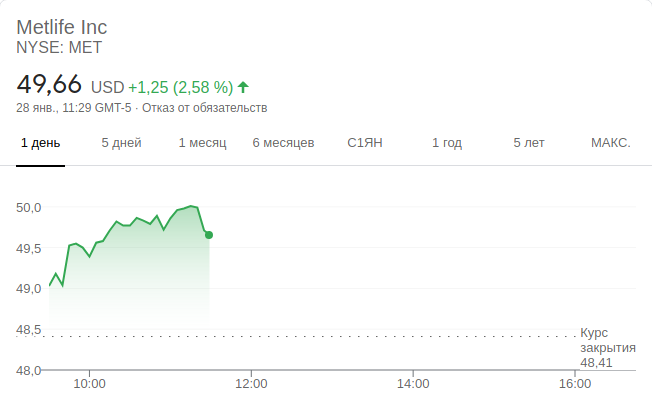 Metlife Inc
NYSE: MET
49,66 USD +1,25 (2,58 %)
28 янв., 11:29 GMT-5 · Отказ от обязательств
1 день 5 дней 1 месяц 6 месяцев С1ЯН 1 год 5 лет МАКС.
50,0
49,5
49,0
48,5
Курс
закрытия
48,41
48,0
10:00 12:00 14:00 16:00